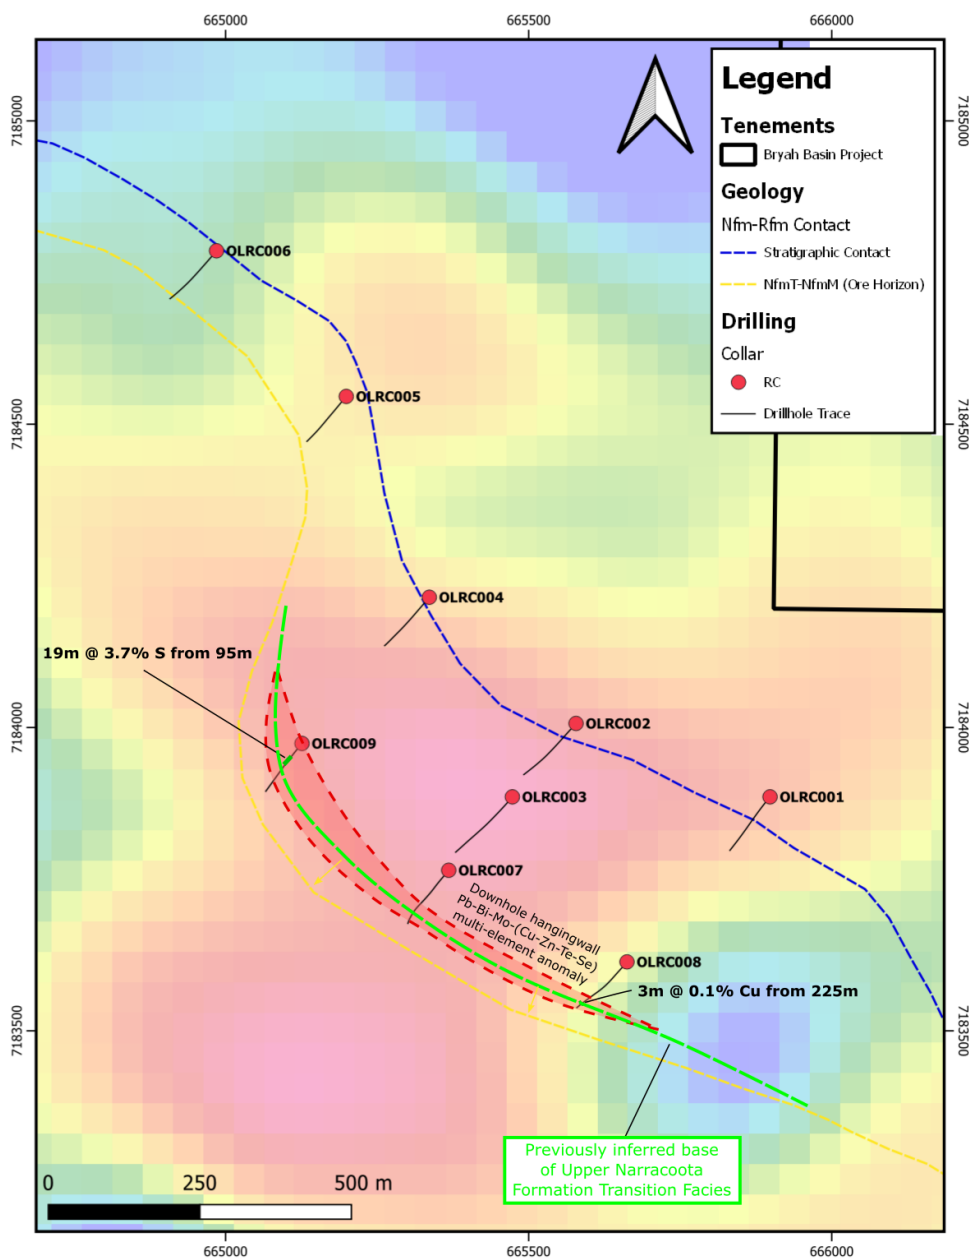 665000
665500
666000
7185000
7185000
Legend
Tenements
Bryah Basin Project
Geology
Nfm-Rfm Contact
Stratigraphic Contact
NfmT-NfmM (Ore Horizon)
Drilling
Collar
RC
Drillhole Trace
OLRC006
OLRC005
7184500
7184500
OLRC004
19m @ 3.7% S from 95m
OLRC002
7184000
7184000
OLRC009
OLRC003
OLRC001
OLRC007
Downhole hangingwall
Pb-Bi-Mo-(Cu-Zn-Te-Se)
multi-element anomaly
OLRC008
3m @ 0.1% Cu from 225m
7183500
7183500
Previously inferred base
of Upper Narracoota
Formation Transition Facies
0 250 500 m
665000
665500
666000